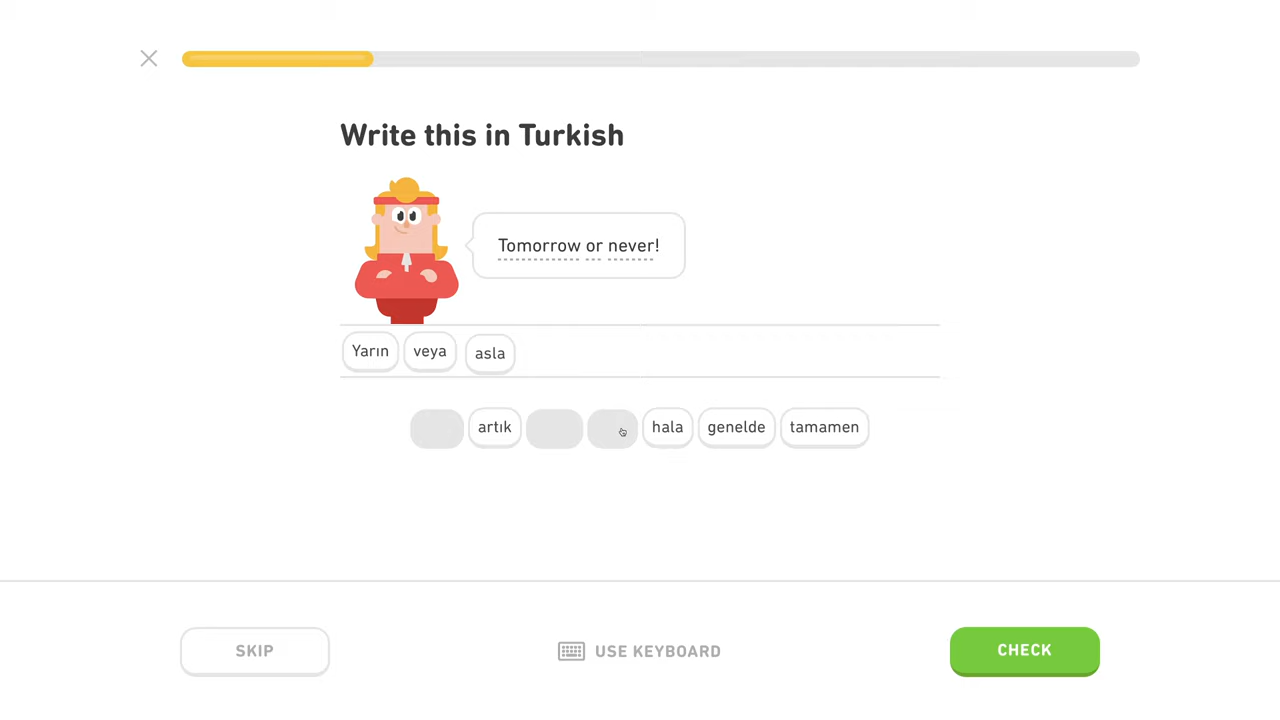 Write this in Turkish
Tomorrow or never!
Yarın veya asla
artık hala genelde tamamen
SKIP USE KEYBOARD CHECK